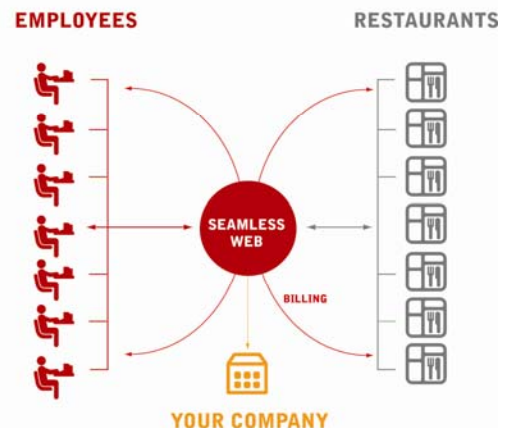 EMPLOYEES
RESTAURANTS
SEAMLESS
WEB
BILLING
YOUR COMPANY